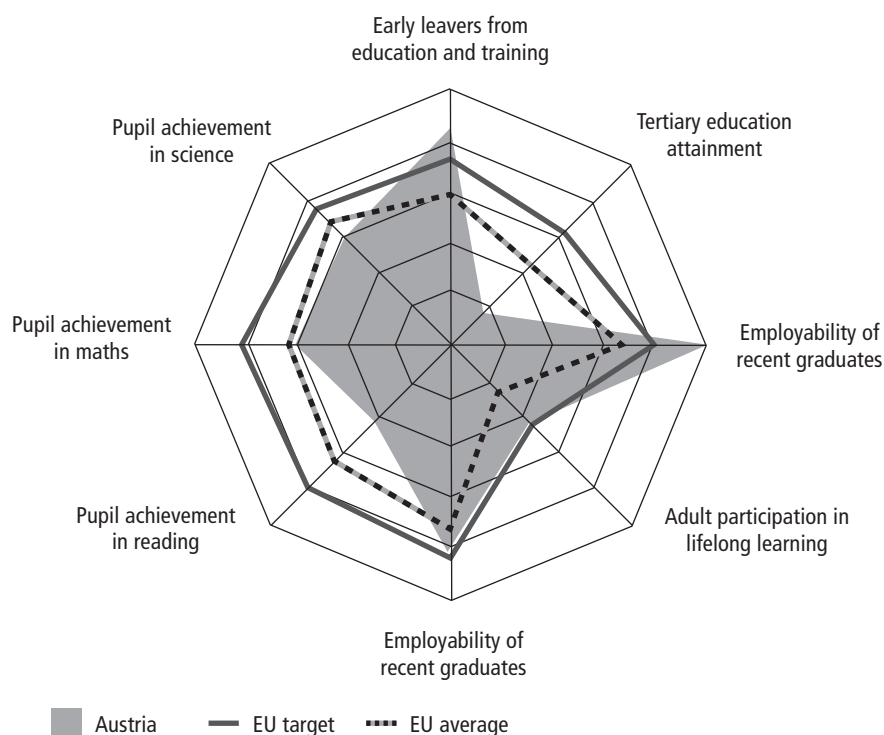 Early leavers from
education and training
Tertiary education
attainment
Pupil achievement
in science
Pupil achievement
in maths
Employability of
recent graduates
Pupil achievement
in reading
Adult participation in
lifelong learning
Employability of
recent graduates
Austria
EU target
EU average